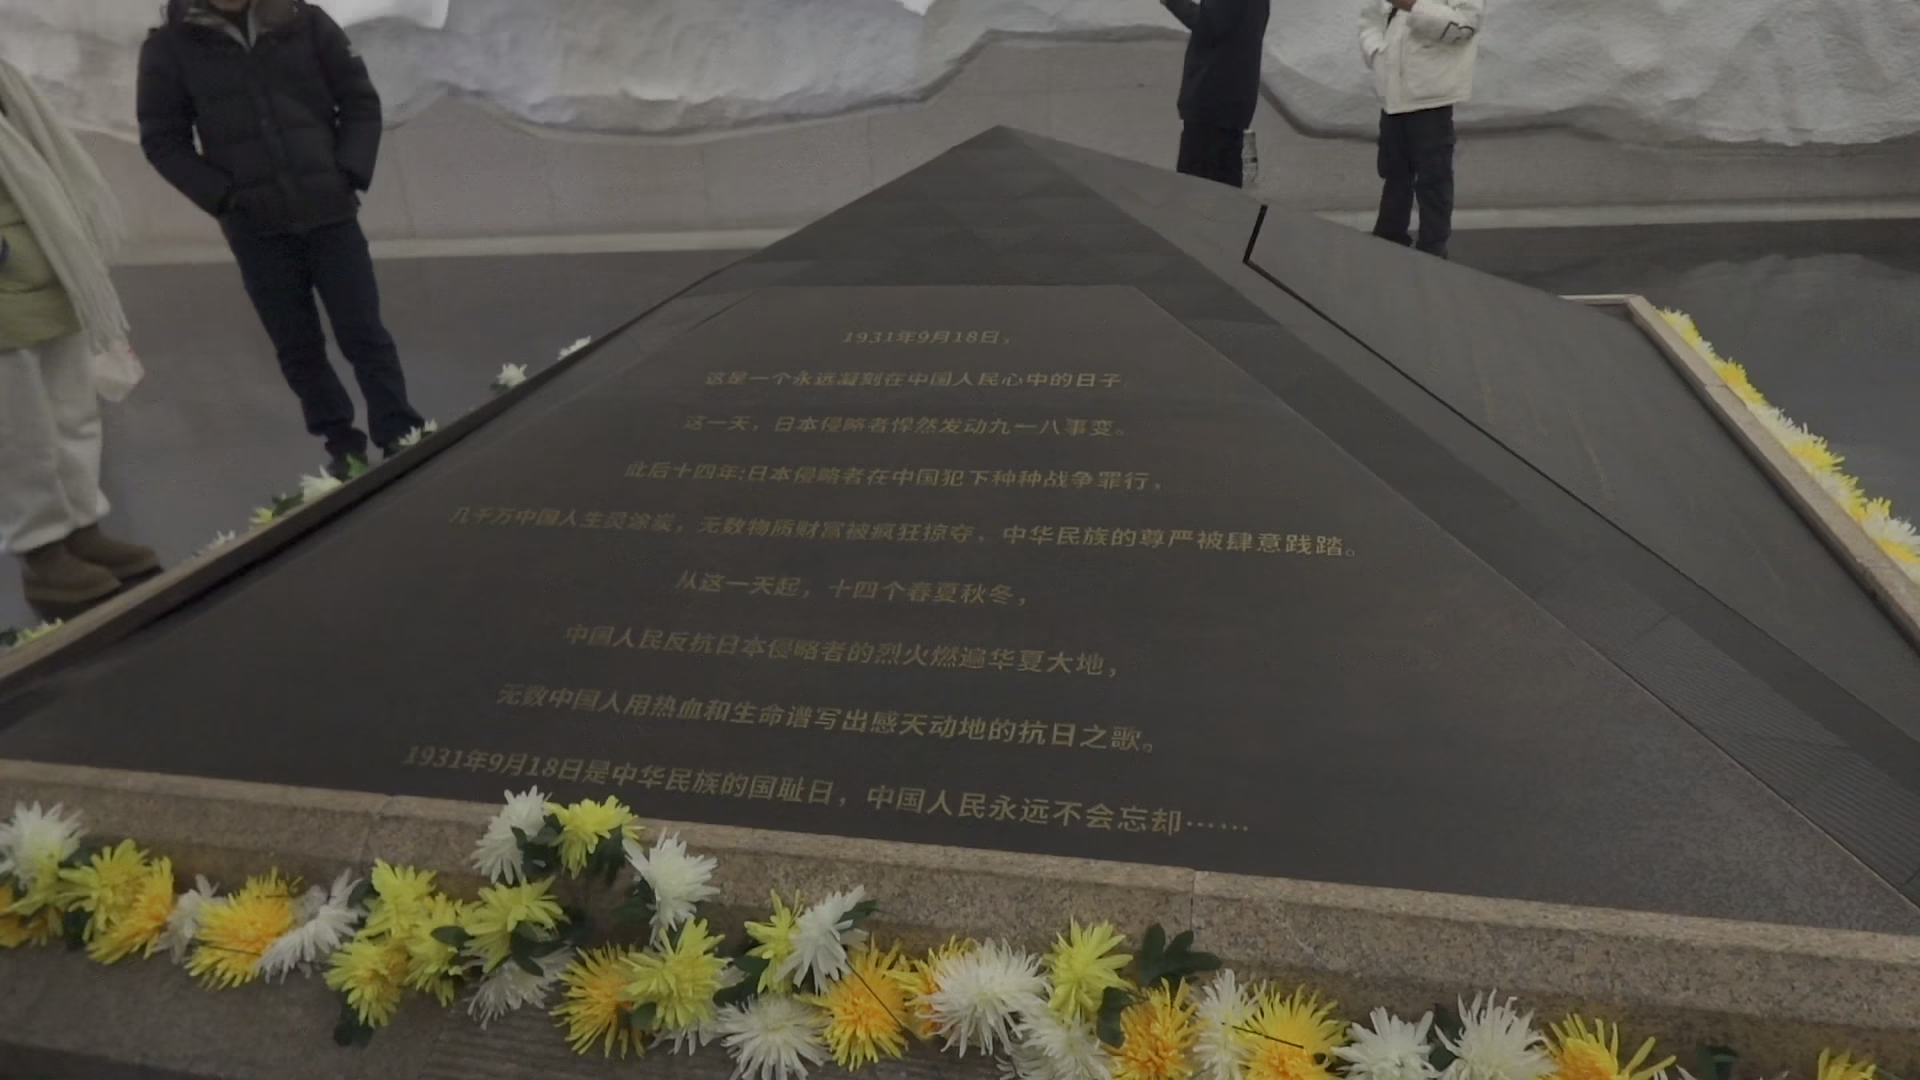 1931年9月18日，
这是一个永远凝刻在中国人民心中的日子，
这一天，日本侵略者悍然发动九一八事变。
此后十四年:日本侵略者在中国犯下种种战争罪行，
几千万中国人生灵涂炭，无数物质财富被疯狂掠夺，中华民族的尊严被肆意践踏。
从这一天起，十四个春夏秋冬，
中国人民反抗日本侵略者的烈火燃遍华夏大地，
无数中国人用热血和生命谱写出感天动地的抗日之歌。
1931年9月18日是中华民族的国耻日，中国人民永远不会忘却……